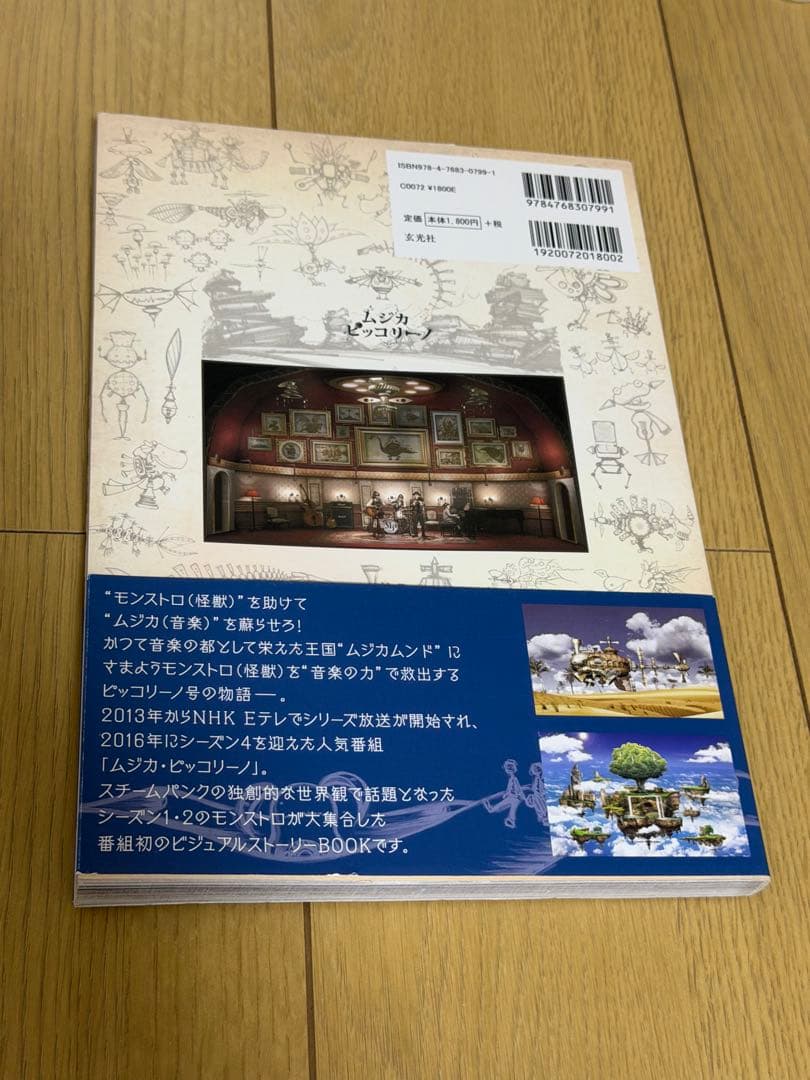 ISBN978-4-7683-0799-1
C0072 ¥1800E
定価 本体1,800円 +税
玄光社
9784768307991
1920072018002
ムジカ
ピッコリーノ
“モンストロ(怪獣)”を助けて
“ムジカ(音楽)”を蘇らせろ!
かつて音楽の都として栄えた王国“ムジカムンド”に
さまようモンストロ(怪獣)を“音楽の力”で救出する
ピッコリーノ号の物語―。
2013年からNHK Eテレでシリーズ放送が開始され、
2016年にシーズン4を迎えた人気番組
「ムジカ・ピッコリーノ」。
スチームパンクの独創的な世界観で話題となった
シーズン1・2のモンストロが大集合した
番組初のビジュアルストーリーBOOKです。